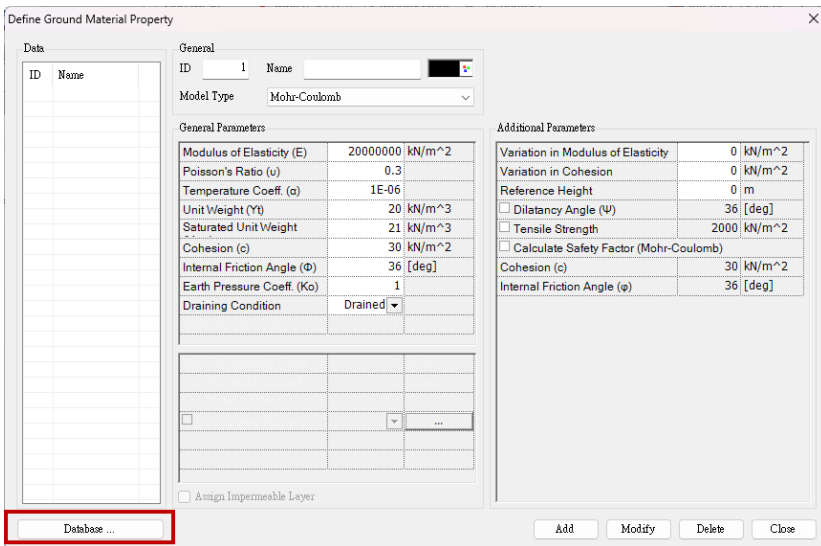 Define Ground Material Property
Data
ID Name
General
ID 1 Name
Model Type Mohr-Coulomb
General Parameters
Modulus of Elasticity (E) 20000000 kN/m^2
Poisson's Ratio (υ) 0.3
Temperature Coeff. (α) 1E-06
Unit Weight (Yt) 20 kN/m^3
Saturated Unit Weight 21 kN/m^3
Cohesion (c) 30 kN/m^2
Internal Friction Angle (Φ) 36 [deg]
Earth Pressure Coeff. (Ko) 1
Draining Condition Drained
...
Assign Impermeable Layer
Additional Parameters
Variation in Modulus of Elasticity 0 kN/m^2
Variation in Cohesion 0 kN/m^2
Reference Height 0 m
Dilatancy Angle (Ψ) 36 [deg]
Tensile Strength 2000 kN/m^2
Calculate Safety Factor (Mohr-Coulomb)
Cohesion (c) 30 kN/m^2
Internal Friction Angle (φ) 36 [deg]
Database ...
Add Modify Delete Close